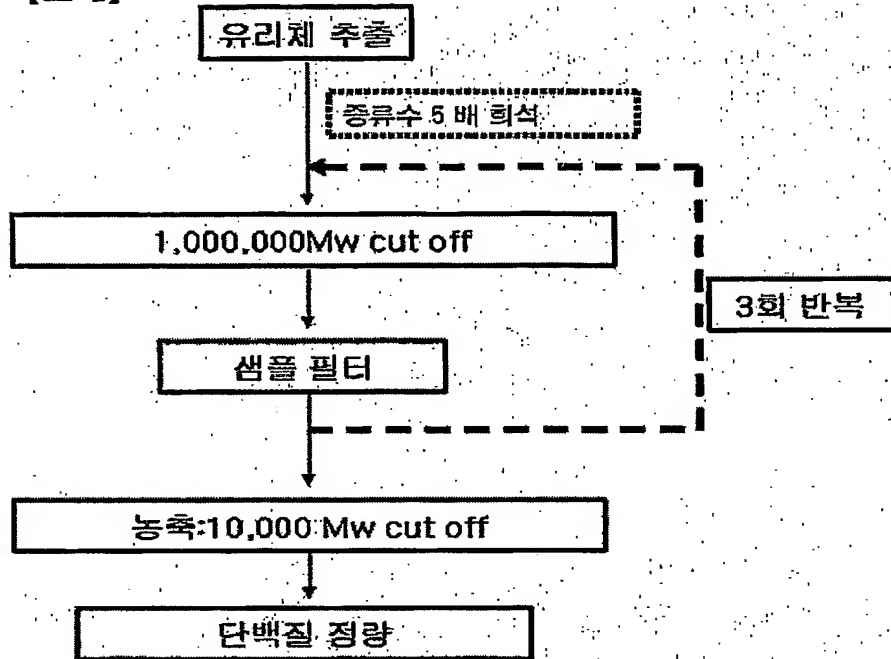 유리체 추출
증류수 5 배 희석
1,000,000Mw cut off
3회 반복
샘플 필터
농축:10,000 Mw cut off
단백질 정량